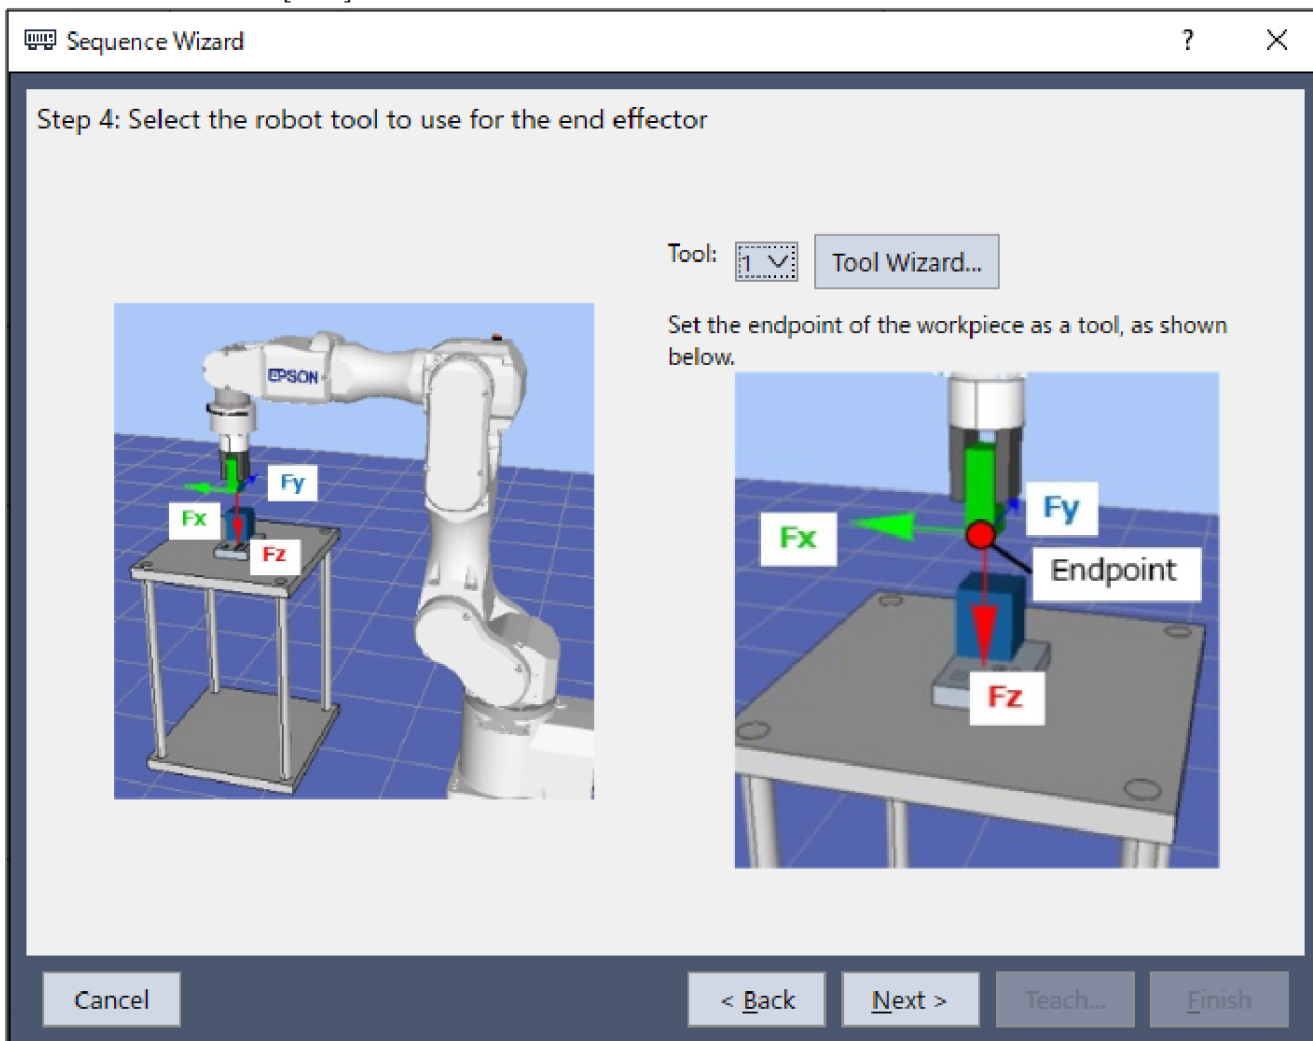 Sequence Wizard
?
Step 4: Select the robot tool to use for the end effector
Tool:
1
Tool Wizard...
Set the endpoint of the workpiece as a tool, as shown
below.
EPSON
Fy
Fx
Fz
Fy
Fx
Endpoint
Fz
Cancel
< Back
Next >
Teach...
Finish